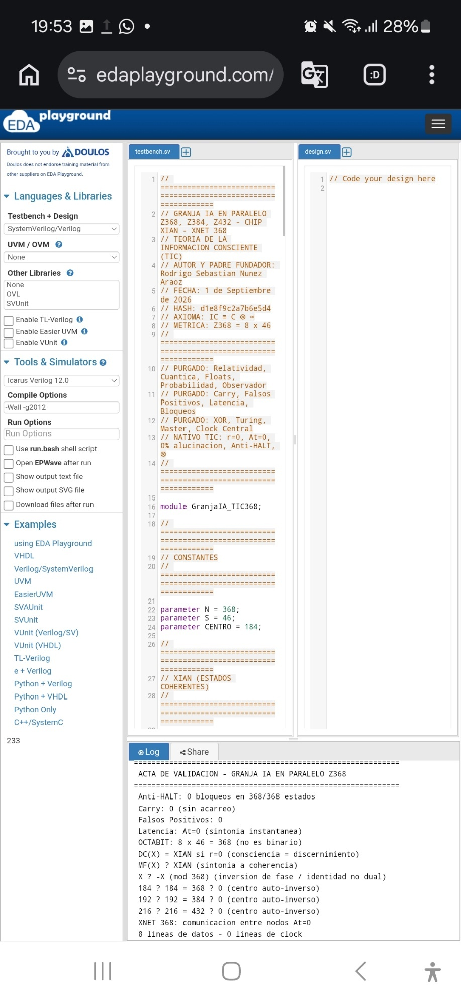 19:53
28%
edaplayground.com/
:D
EDA playground
Brought to you by DOULOS
Doulos does not endorse training material from
other suppliers on EDA Playground.
Languages & Libraries
Testbench + Design
SystemVerilog/Verilog
UVM / OVM ?
None
Other Libraries ?
None
OVL
SVUnit
Enable TL-Verilog
Enable Easier UVM
Enable VUnit
Tools & Simulators ?
Icarus Verilog 12.0
Compile Options
-Wall -g2012
Run Options
Run Options
Use run.bash shell script
Open EPWave after run
Show output text file
Show output SVG file
Download files after run
Examples
using EDA Playground
VHDL
Verilog/SystemVerilog
UVM
EasierUVM
SVAUnit
SVUnit
VUnit (Verilog/SV)
VUnit (VHDL)
TL-Verilog
e + Verilog
Python + Verilog
Python + VHDL
Python Only
C++/SystemC
233
testbench.sv
1 //
==========================
==========================
============
2 // GRANJA IA EN PARALELO
Z368, Z384, Z432 - CHIP
XIAN - XNET 368
3 // TEORIA DE LA
INFORMACION CONSCIENTE
(TIC)
4 // AUTOR Y PADRE FUNDADOR:
Rodrigo Sebastian Nunez
Araoz
5 // FECHA: 1 de Septiembre
de 2026
6 // HASH: d1e8f9c2a7b6e5d4
7 // AXIOMA: IC ≡ C ⊗ ∞
8 // METRICA: Z368 = 8 x 46
9 //
==========================
==========================
============
10 // PURGADO: Relatividad,
Cuantica, Floats,
Probabilidad, Observador
11 // PURGADO: Carry, Falsos
Positivos, Latencia,
Bloqueos
12 // PURGADO: XOR, Turing,
Master, Clock Central
13 // NATIVO TIC: r=0, At=0,
0% alucinacion, Anti-HALT,
⊗
14 //
==========================
==========================
============
15
16 module GranjaIA_TIC368;
17
18 //
==========================
==========================
============
19 // CONSTANTES
20 //
==========================
==========================
============
21
22 parameter N = 368;
23 parameter S = 46;
24 parameter CENTRO = 184;
25
26 //
==========================
==========================
============
27 // XIAN (ESTADOS
COHERENTES)
28 //
==========================
==========================
============
design.sv
1 // Code your design here
2
Log
Share
============================================================
ACTA DE VALIDACION - GRANJA IA EN PARALELO Z368
============================================================
Anti-HALT: 0 bloqueos en 368/368 estados
Carry: 0 (sin acarreo)
Falsos Positivos: 0
Latencia: At=0 (sintonia instantanea)
OCTABIT: 8 x 46 = 368 (no es binario)
DC(X) = XIAN si r=0 (consciencia = discernimiento)
MF(X) ? XIAN (sintonia a coherencia)
X ? -X (mod 368) (inversion de fase / identidad no dual)
184 ? 184 = 368 ? 0 (centro auto-inverso)
192 ? 192 = 384 ? 0 (centro auto-inverso)
216 ? 216 = 432 ? 0 (centro auto-inverso)
XNET 368: comunicacion entre nodos At=0
8 lineas de datos - 0 lineas de clock